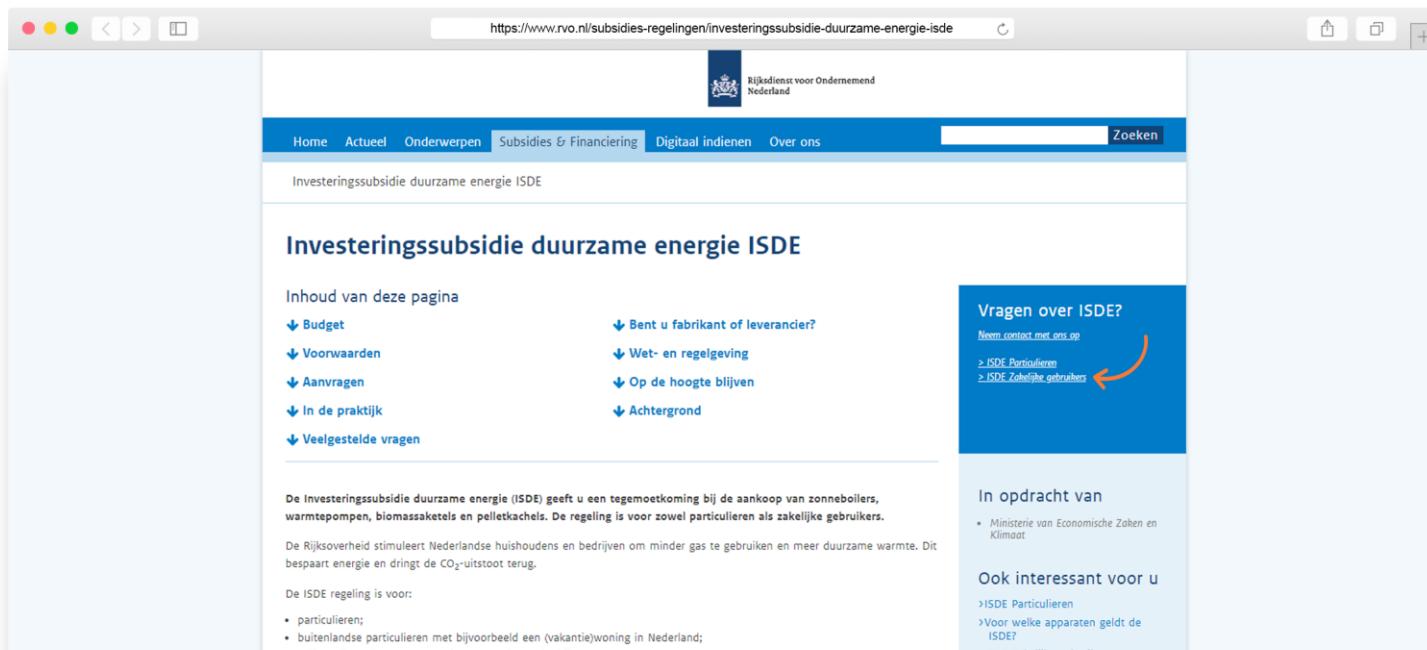 https://www.rvo.nl/subsidies-regelingen/investeringssubsidie-duurzame-energie-isde
Rijksdienst voor Ondernemend
Nederland
Home Actueel Onderwerpen Subsidies & Financiering Digitaal indienen Over ons Zoeken
Investeringssubsidie duurzame energie ISDE
Investeringssubsidie duurzame energie ISDE
Inhoud van deze pagina
Budget
Voorwaarden
Aanvragen
In de praktijk
Veelgestelde vragen
Bent u fabrikant of leverancier?
Wet- en regelgeving
Op de hoogte blijven
Achtergrond
De Investeringssubsidie duurzame energie (ISDE) geeft u een tegemoetkoming bij de aankoop van zonneboilers,
warmtepompen, biomassaketels en pelletkachels. De regeling is voor zowel particulieren als zakelijke gebruikers.
De Rijksoverheid stimuleert Nederlandse huishoudens en bedrijven om minder gas te gebruiken en meer duurzame warmte. Dit
bespaart energie en dringt de CO₂-uitstoot terug.
De ISDE regeling is voor:
• particulieren;
• buitenlandse particulieren met bijvoorbeeld een (vakantie)woning in Nederland;
Vragen over ISDE?
Neem contact met ons op
> ISDE Particulieren
> ISDE Zakelijke gebruikers
In opdracht van
• Ministerie van Economische Zaken en
Klimaat
Ook interessant voor u
>ISDE Particulieren
>Voor welke apparaten geldt de
ISDE?